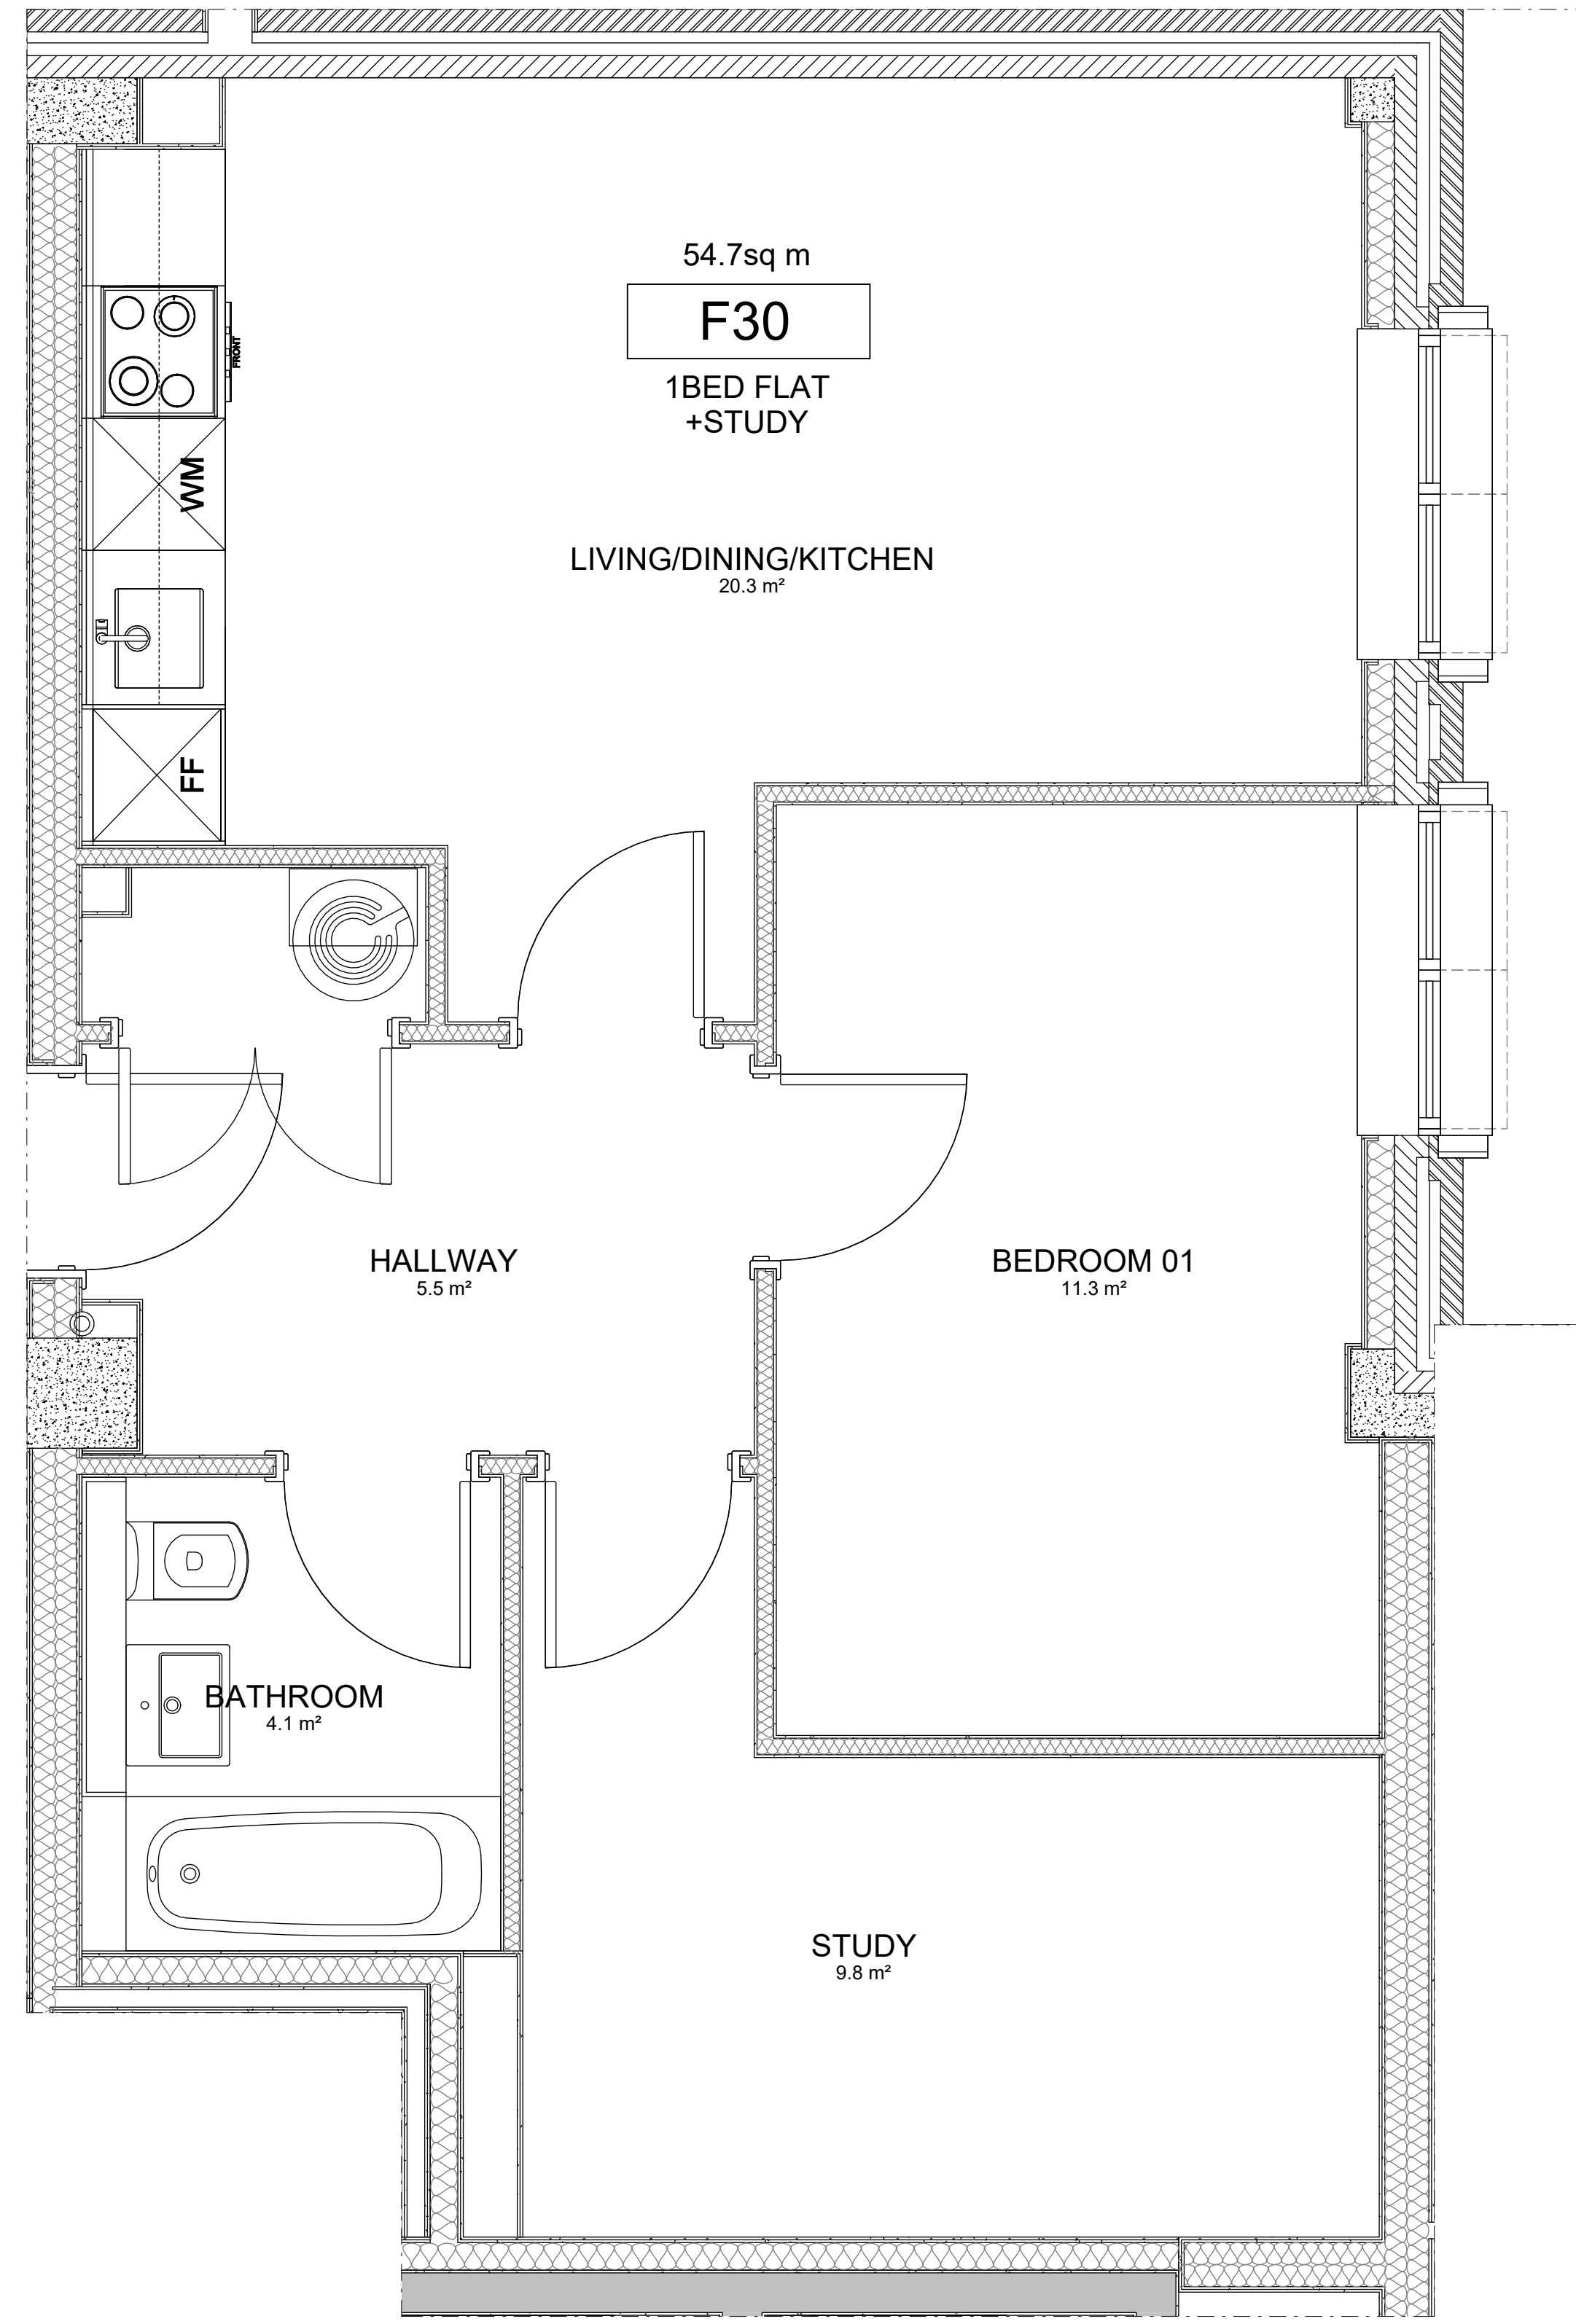 54.7sq m
F30
1BED FLAT
+STUDY
FRONT
WM
LIVING/DINING/KITCHEN
20.3 m²
FF
HALLWAY
5.5 m²
BEDROOM 01
11.3 m²
BATHROOM
4.1 m²
STUDY
9.8 m²